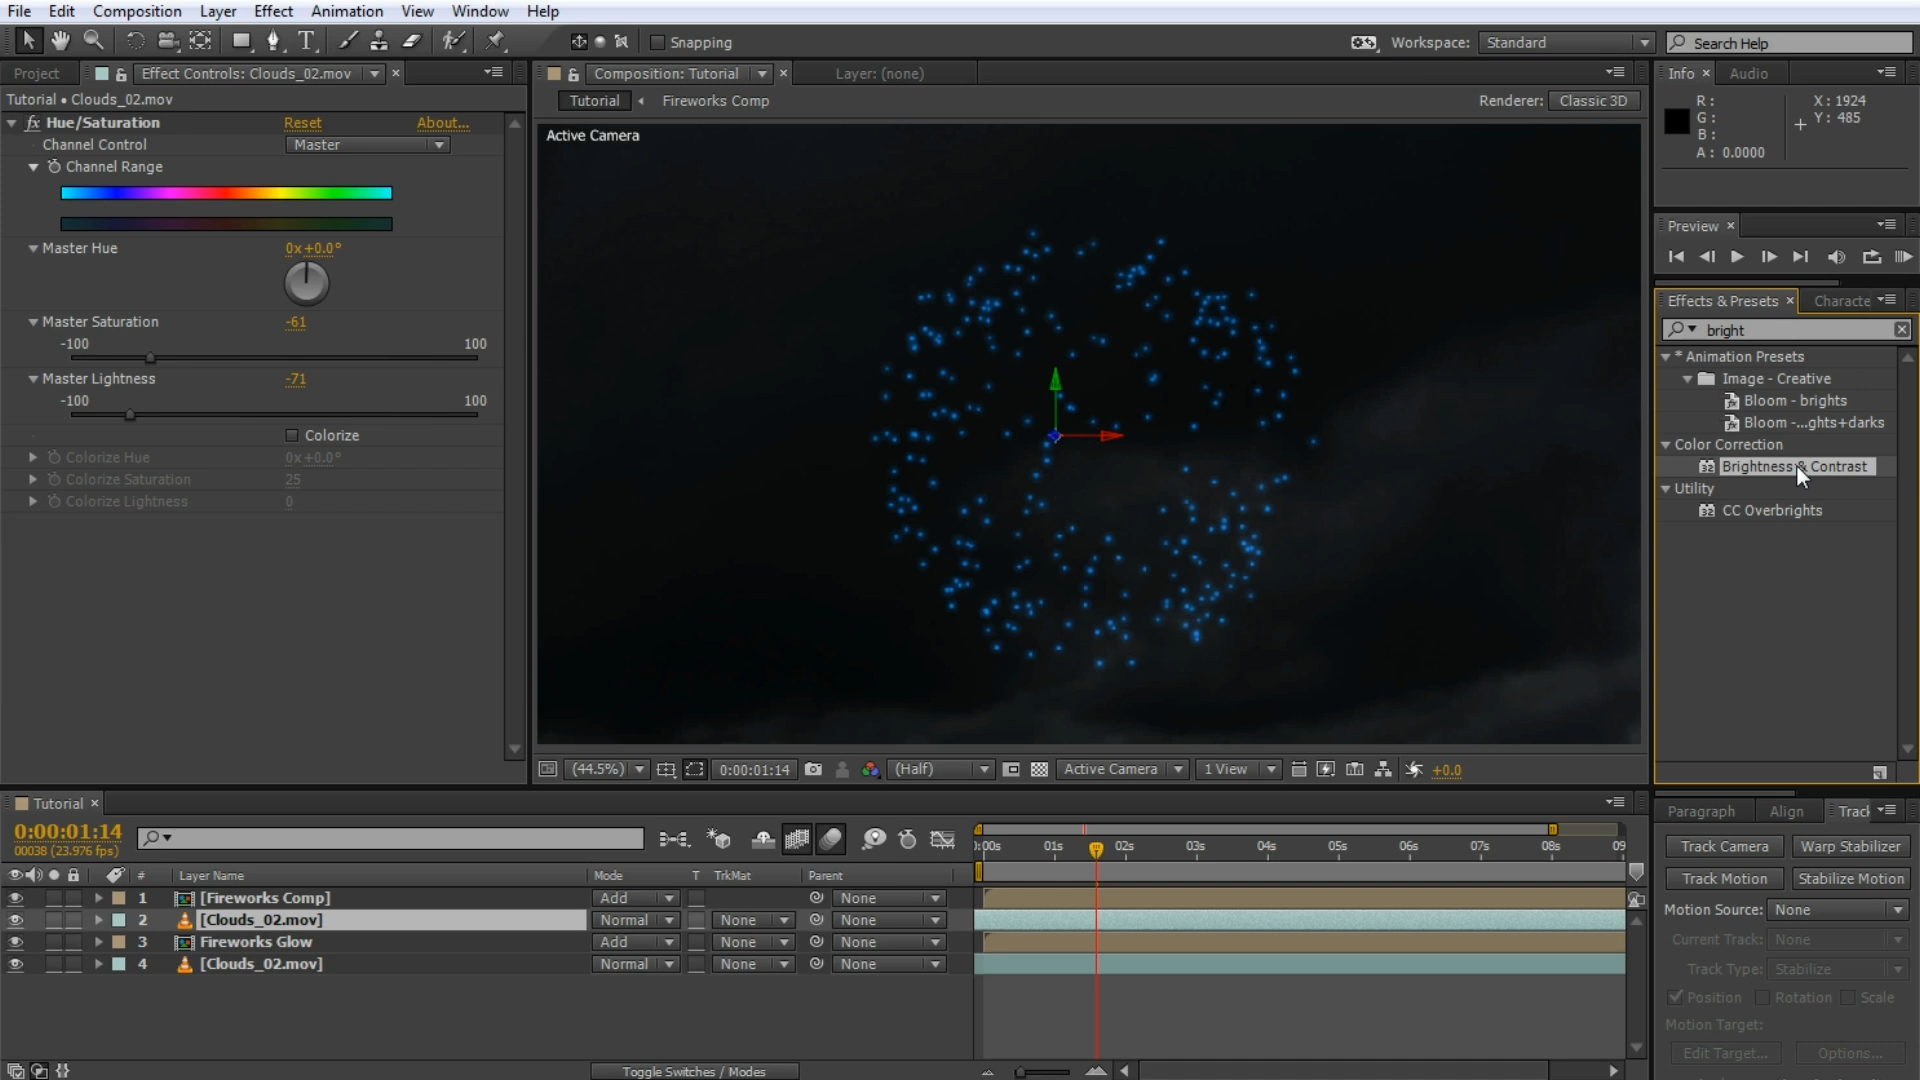 File Edit Composition Layer Effect Animation View Window Help
Snapping
Workspace: Standard
Search Help
Project
Effect Controls: Clouds_02.mov
Composition: Tutorial
Layer: (none)
Info
Audio
Tutorial • Clouds_02.mov
Tutorial
Fireworks Comp
Renderer: Classic 3D
R:
G:
B:
A: 0.0000
X: 1924
Y: 485
fx Hue/Saturation Reset About...
Channel Control Master
Channel Range
Master Hue 0x+0.0°
Master Saturation -61
-100 100
Master Lightness -71
-100 100
Colorize
Colorize Hue 0x+0.0°
Colorize Saturation 25
Colorize Lightness 0
Active Camera
Preview
Effects & Presets
Characte
bright
* Animation Presets
Image - Creative
Bloom - brights
Bloom -...ghts+darks
Color Correction
Brightness & Contrast
Utility
CC Overbrights
(44.5%) 0:00:01:14 (Half) Active Camera 1 View +0.0
Tutorial
0:00:01:14
00038 (23.976 fps)
:00s 01s 02s 03s 04s 05s 06s 07s 08s 09
# Layer Name Mode T TrkMat Parent
1 [Fireworks Comp] Add None
2 [Clouds_02.mov] Normal None None
3 Fireworks Glow Add None None
4 [Clouds_02.mov] Normal None None
Toggle Switches / Modes
Paragraph Align Track
Track Camera Warp Stabilizer
Track Motion Stabilize Motion
Motion Source: None
Current Track: None
Track Type: Stabilize
Position Rotation Scale
Motion Target:
Edit Target... Options...